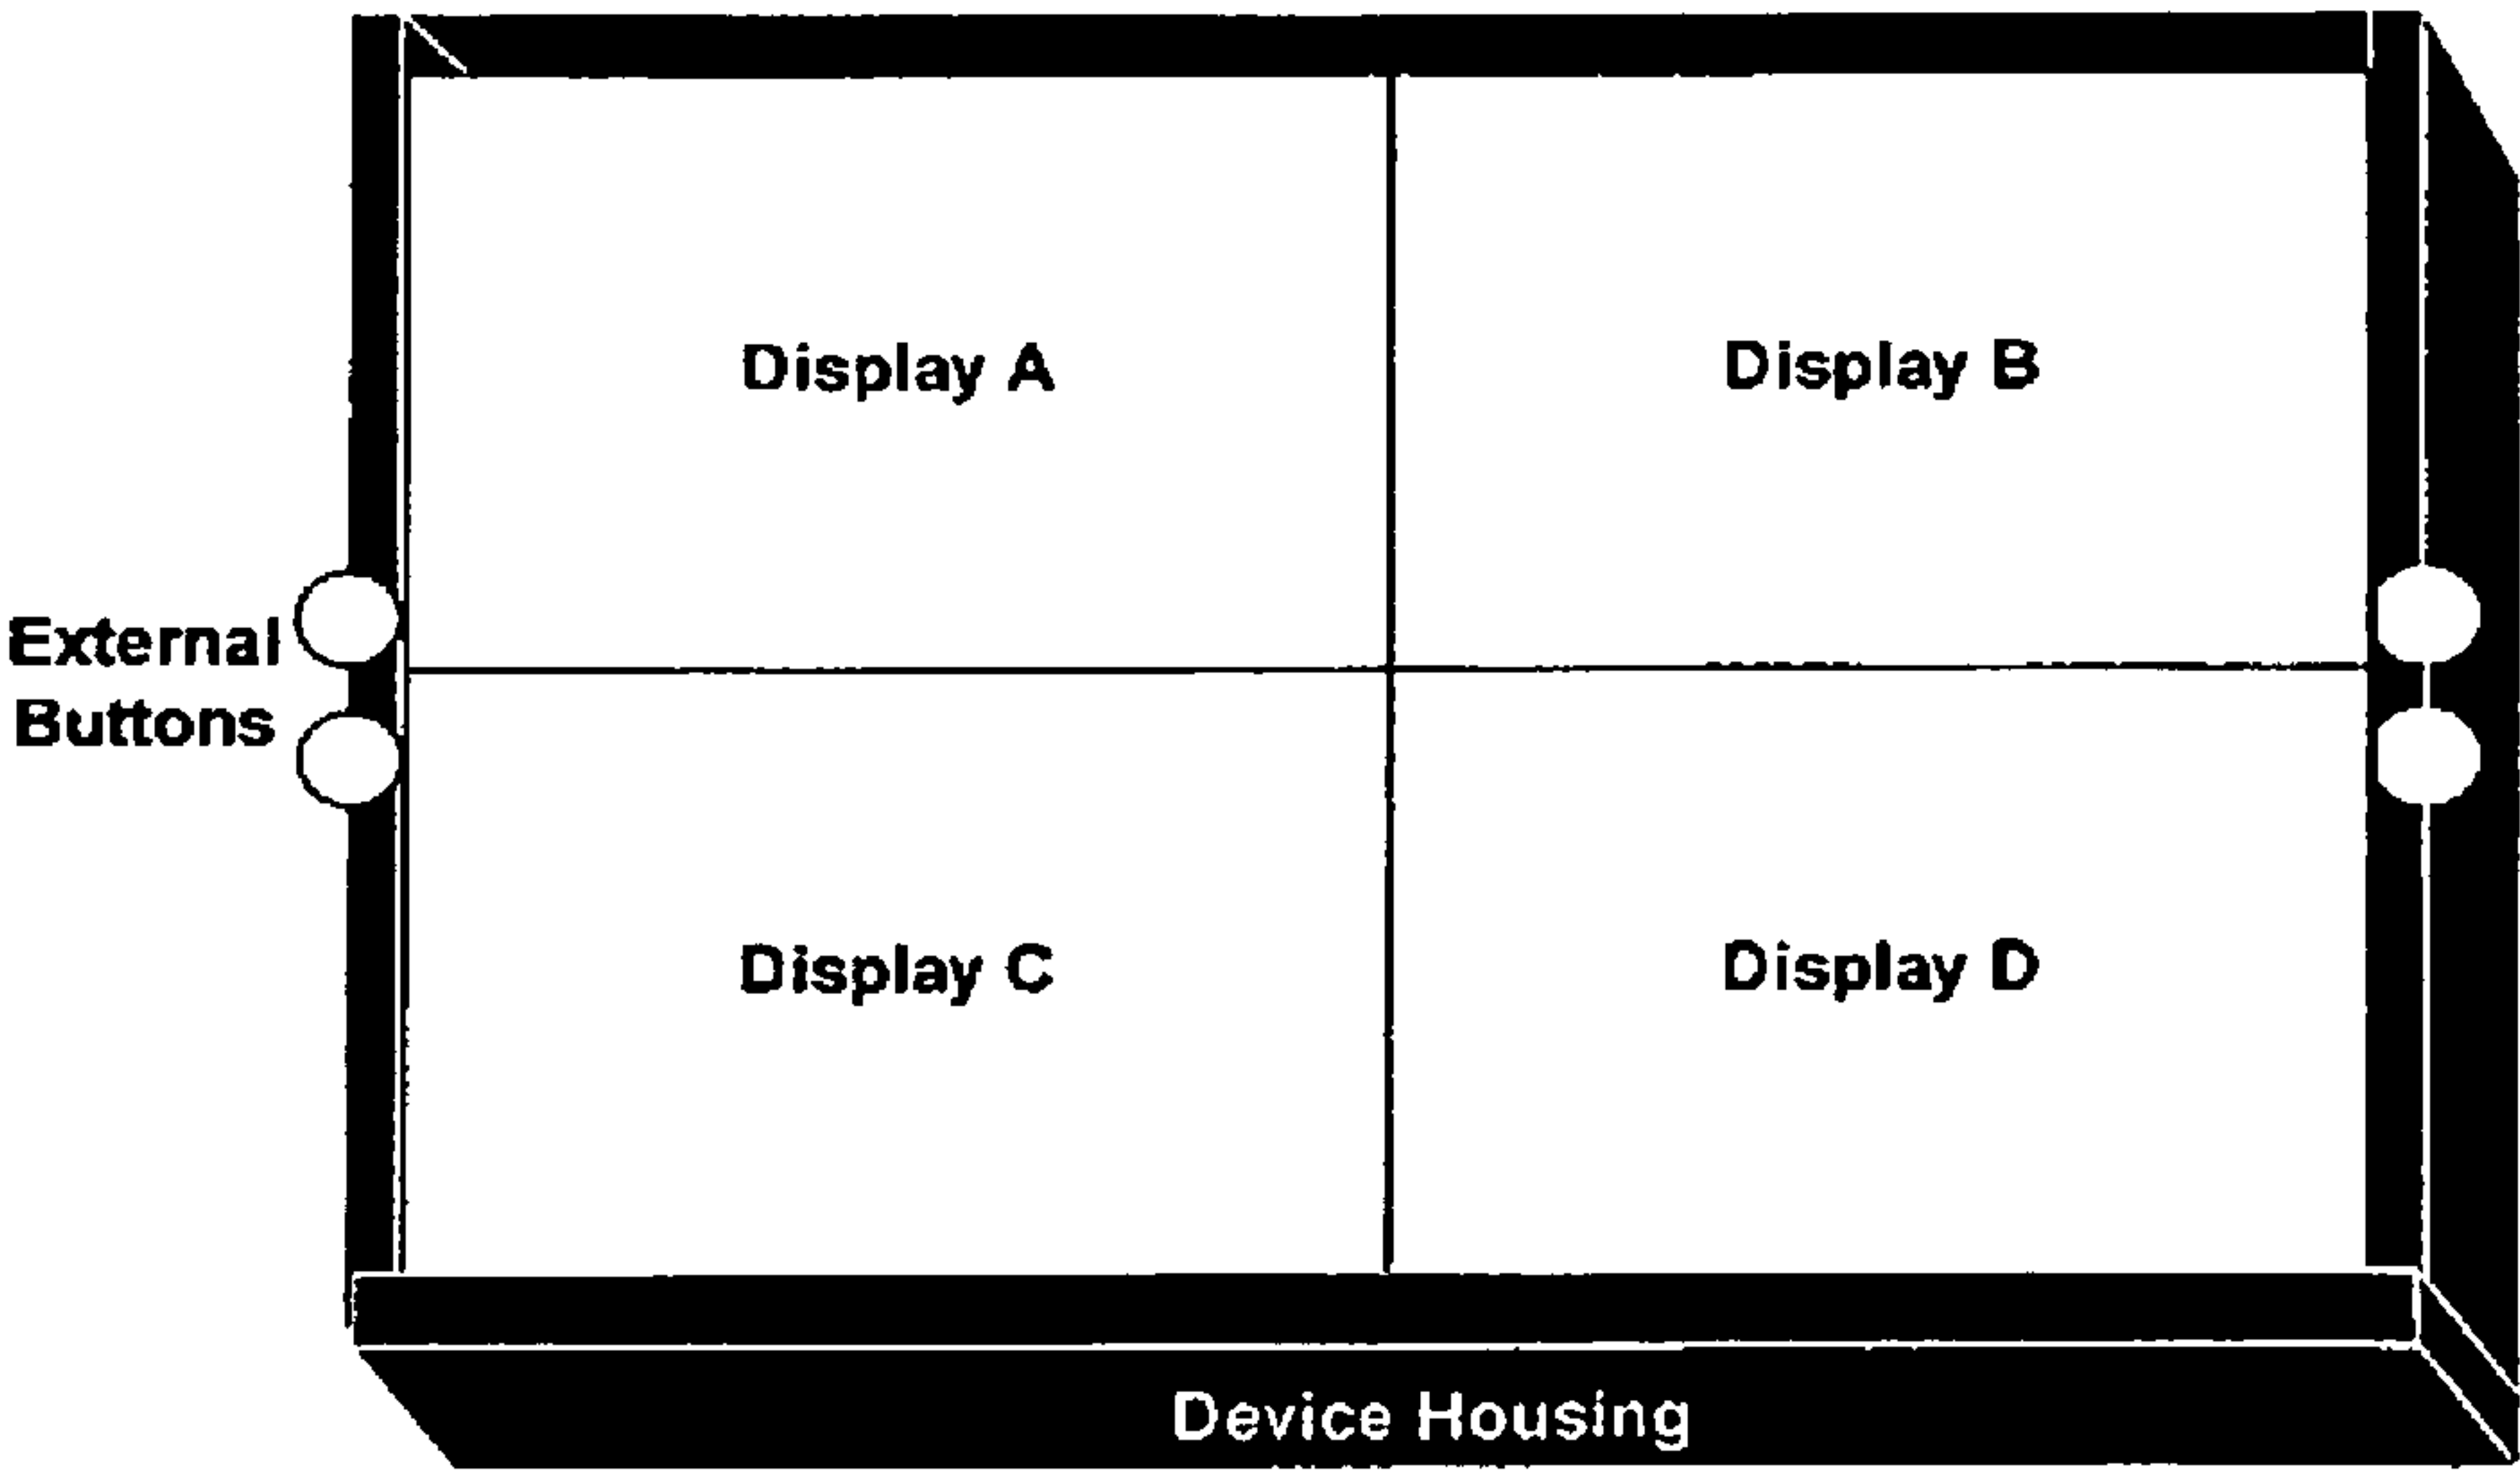 Display A
Display B
External
Buttons
Display C
Display D
Device Housing